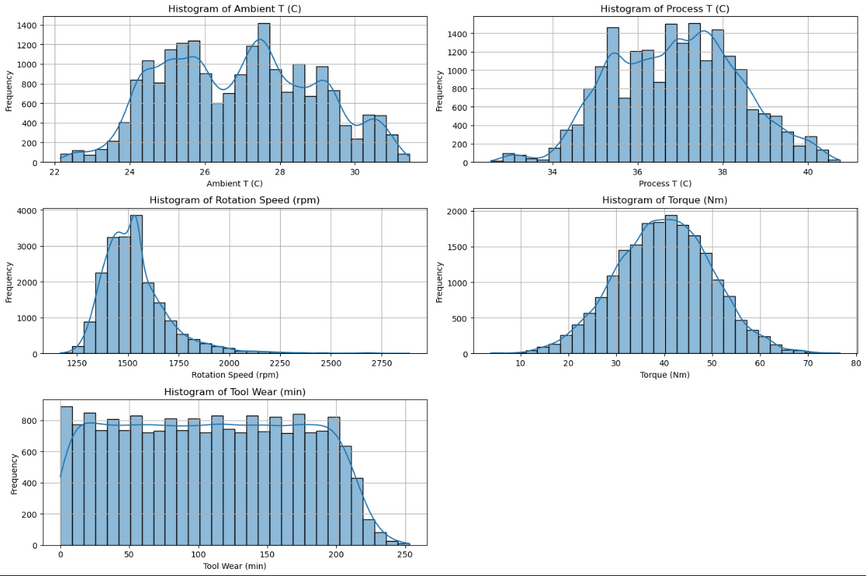 Histogram of Ambient T (C)
Frequency
1400
1200
1000
800
600
400
200
0
22 24 26 28 30
Ambient T (C)
Histogram of Process T (C)
Frequency
1400
1200
1000
800
600
400
200
0
34 36 38 40
Process T (C)
Histogram of Rotation Speed (rpm)
Frequency
4000
3000
2000
1000
0
1250 1500 1750 2000 2250 2500 2750
Rotation Speed (rpm)
Histogram of Torque (Nm)
Frequency
2000
1500
1000
500
0
10 20 30 40 50 60 70 80
Torque (Nm)
Histogram of Tool Wear (min)
Frequency
800
600
400
200
0
0 50 100 150 200 250
Tool Wear (min)